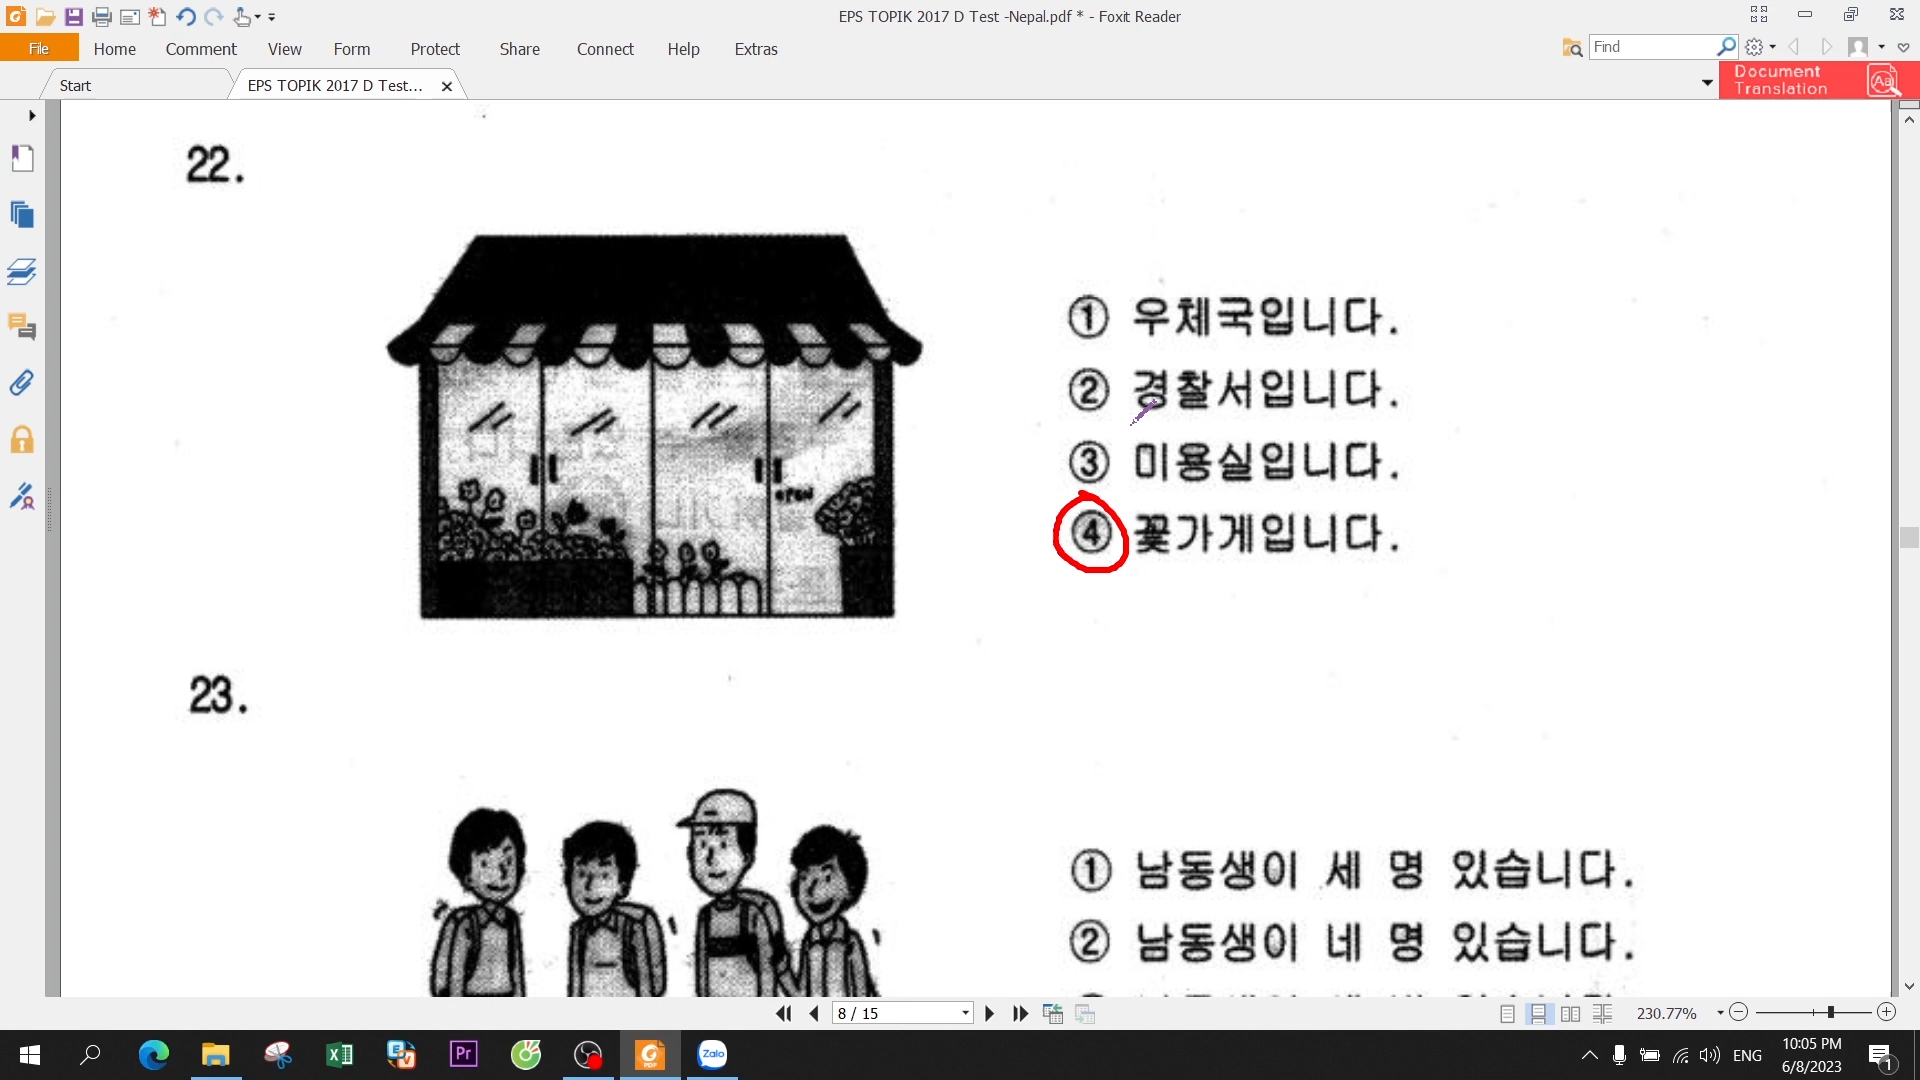 EPS TOPIK 2017 D Test -Nepal.pdf * - Foxit Reader
File Home Comment View Form Protect Share Connect Help Extras
Find
Start
EPS TOPIK 2017 D Test...
Document
Translation
22.
① 우체국입니다.
② 경찰서입니다.
③ 미용실입니다.
④ 꽃가게입니다.
OPEN
23.
① 남동생이 세 명 있습니다.
② 남동생이 네 명 있습니다.
8 / 15
230.77%
Pr
Zalo
ENG
10:05 PM
6/8/2023
1